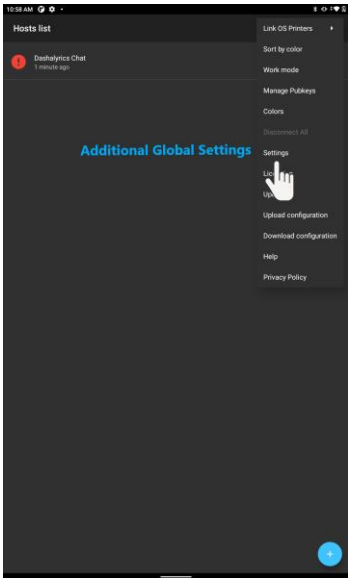 10:58 AM
Hosts list
Link OS Printers
Dashalyrics Chat
1 minute ago
Sort by color
Work mode
Manage Pubkeys
Colors
Disconnect All
Additional Global Settings
Settings
Upload configuration
Download configuration
Help
Privacy Policy